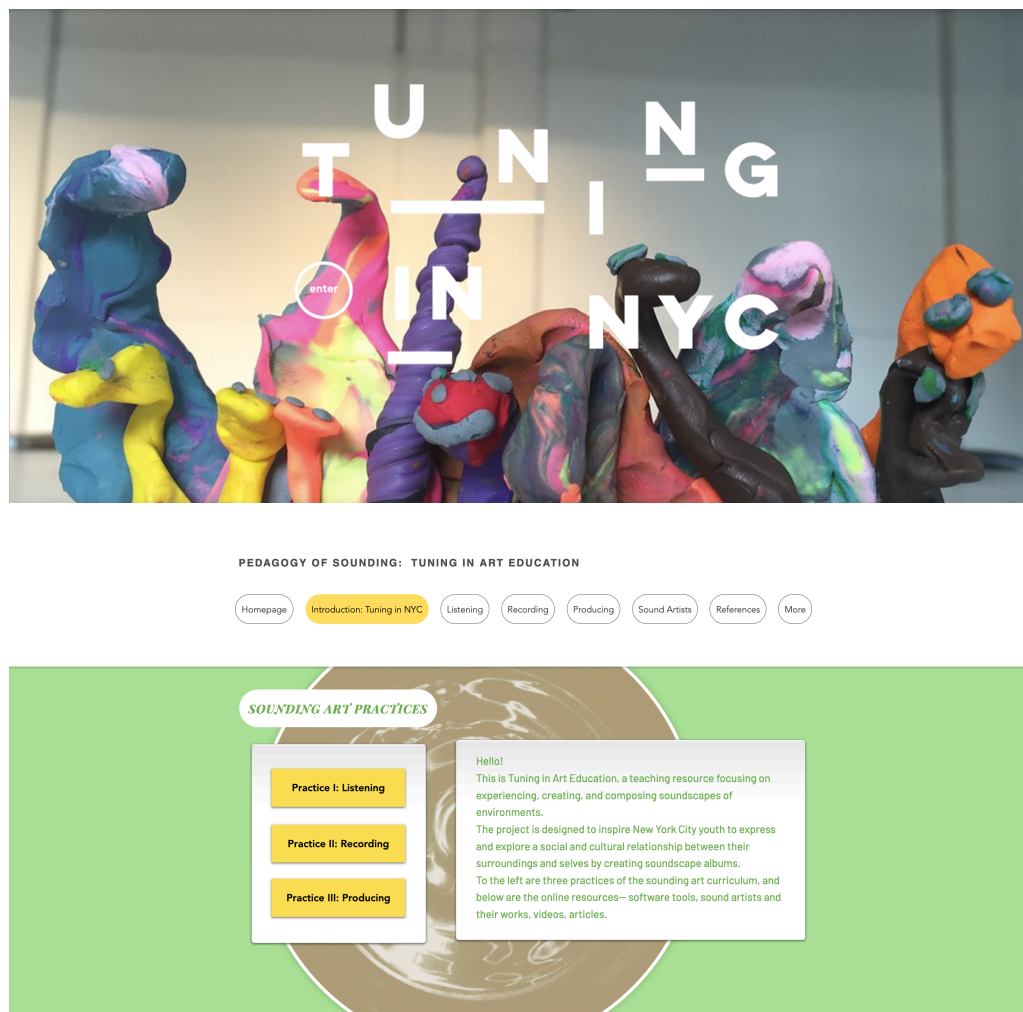 TUNING
enter
IN NYC
PEDAGOGY OF SOUNDING: TUNING IN ART EDUCATION
Homepage
Introduction: Tuning in NYC
Listening
Recording
Producing
Sound Artists
References
More
SOUNDING ART PRACTICES
Practice I: Listening
Practice II: Recording
Practice III: Producing
Hello!
This is Tuning in Art Education, a teaching resource focusing on
experiencing, creating, and composing soundscapes of
environments.
The project is designed to inspire New York City youth to express
and explore a social and cultural relationship between their
surroundings and selves by creating soundscape albums.
To the left are three practices of the sounding art curriculum, and
below are the online resources— software tools, sound artists and
their works, videos, articles.